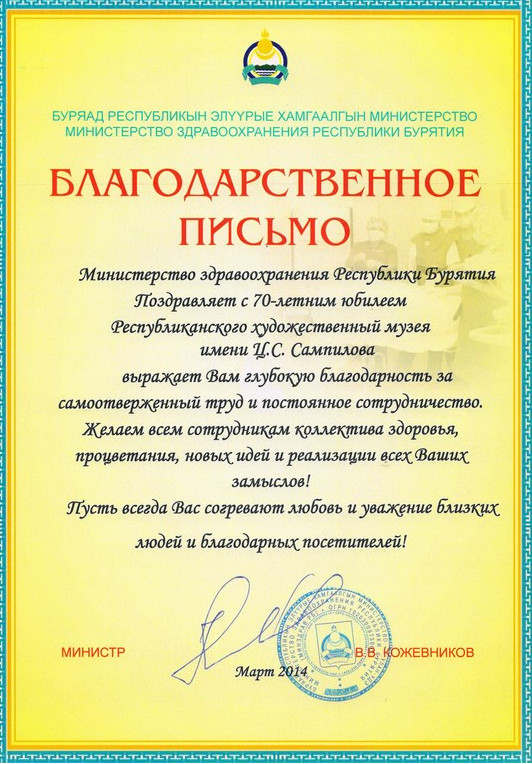 БУРЯАД РЕСПУБЛИКЫН ЭЛҮҮРЫЕ ХАМГААЛГЫН МИНИСТЕРСТВО
МИНИСТЕРСТВО ЗДРАВООХРАНЕНИЯ РЕСПУБЛИКИ БУРЯТИЯ
БЛАГОДАРСТВЕННОЕ
ПИСЬМО
Министерство здравоохранения Республики Бурятия
Поздравляет с 70-летним юбилеем
Республиканского художественный музея
имени Ц.С. Сампилова
выражает Вам глубокую благодарность за
самоотверженный труд и постоянное сотрудничество.
Желаем всем сотрудникам коллектива здоровья,
процветания, новых идей и реализации всех Ваших
замыслов!
Пусть всегда Вас согревают любовь и уважение близких
людей и благодарных посетителей!
МИНИСТР
В.В. КОЖЕВНИКОВ
Март 2014